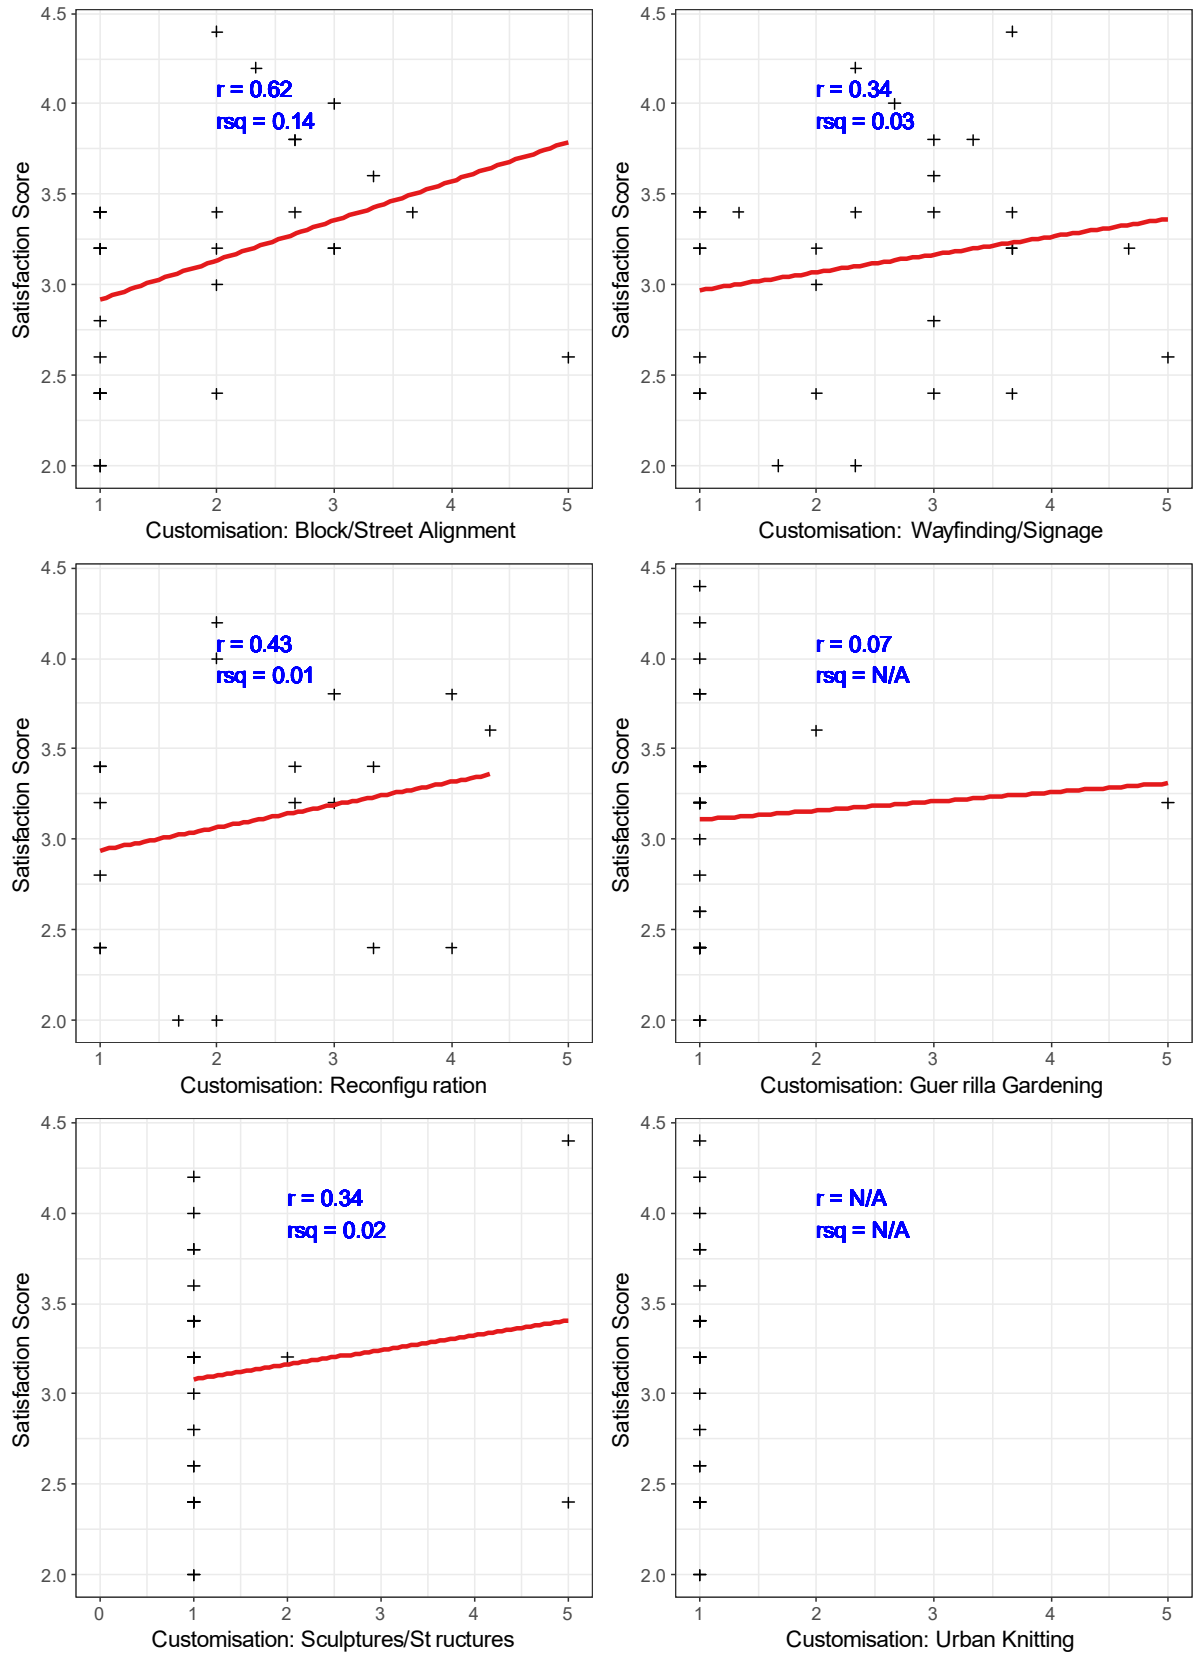 4.5
4.0
3.5
3.0
2.5
2.0
Satisfaction Score
r = 0.62
rsq = 0.14
1 2 3 4 5
Customisation: Block/Street Alignment
4.5
4.0
3.5
3.0
2.5
2.0
Satisfaction Score
r = 0.34
rsq = 0.03
1 2 3 4 5
Customisation: Wayfinding/Signage
4.5
4.0
3.5
3.0
2.5
2.0
Satisfaction Score
r = 0.43
rsq = 0.01
1 2 3 4 5
Customisation: Reconfigu ration
4.5
4.0
3.5
3.0
2.5
2.0
Satisfaction Score
r = 0.07
rsq = N/A
1 2 3 4 5
Customisation: Guer rilla Gardening
4.5
4.0
3.5
3.0
2.5
2.0
Satisfaction Score
r = 0.34
rsq = 0.02
0 1 2 3 4 5
Customisation: Sculptures/St ructures
4.5
4.0
3.5
3.0
2.5
2.0
Satisfaction Score
r = N/A
rsq = N/A
1 2 3 4 5
Customisation: Urban Knitting